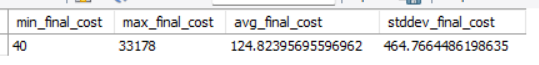 min_final_cost max_final_cost avg_final_cost stddev_final_cost
40 33178 124.82395695596962 464.7664486198635